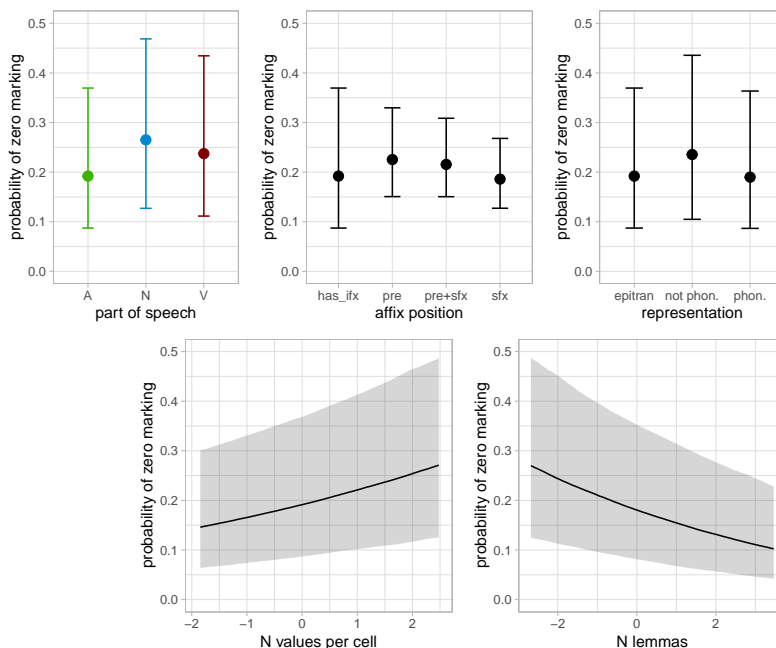 probability of zero marking
0.5
0.4
0.3
0.2
0.1
0.0
A N V
part of speech
probability of zero marking
0.5
0.4
0.3
0.2
0.1
0.0
has_ifx pre pre+sfx sfx
affix position
probability of zero marking
0.5
0.4
0.3
0.2
0.1
0.0
epitran not phon. phon.
representation
probability of zero marking
0.5
0.4
0.3
0.2
0.1
0.0
−2 −1 0 1 2
N values per cell
probability of zero marking
0.5
0.4
0.3
0.2
0.1
0.0
−2 0 2
N lemmas